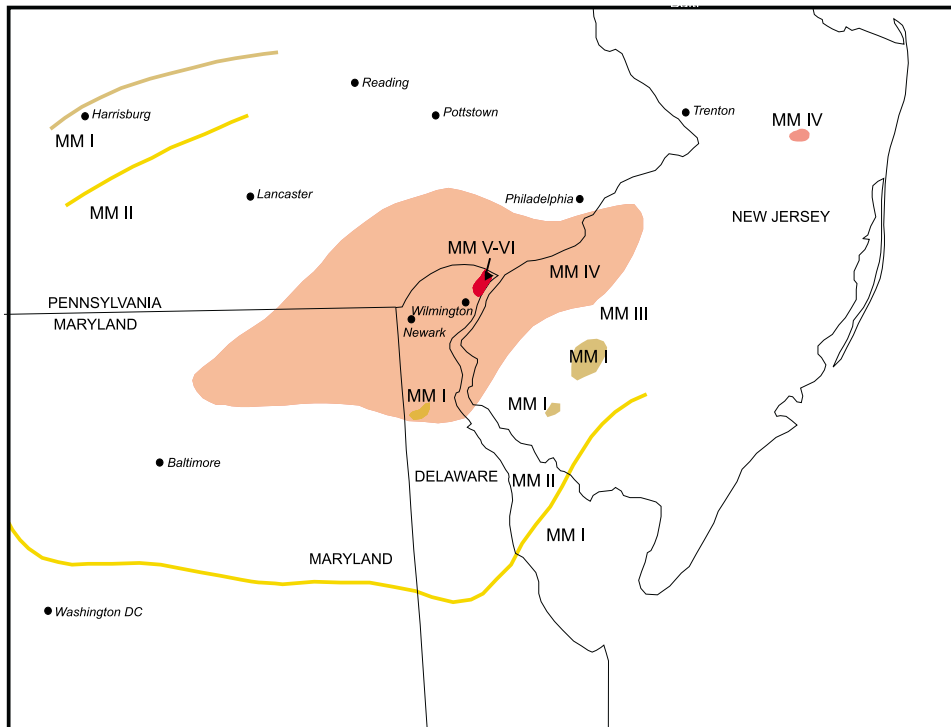 Reading
Harrisburg
Pottstown
Trenton
MM IV
MM I
Lancaster
Philadelphia
MM II
NEW JERSEY
MM V-VI
MM IV
PENNSYLVANIA
Wilmington
MM III
MARYLAND
Newark
MM I
MM I
MM I
Baltimore
DELAWARE
MM II
MM I
MARYLAND
Washington DC